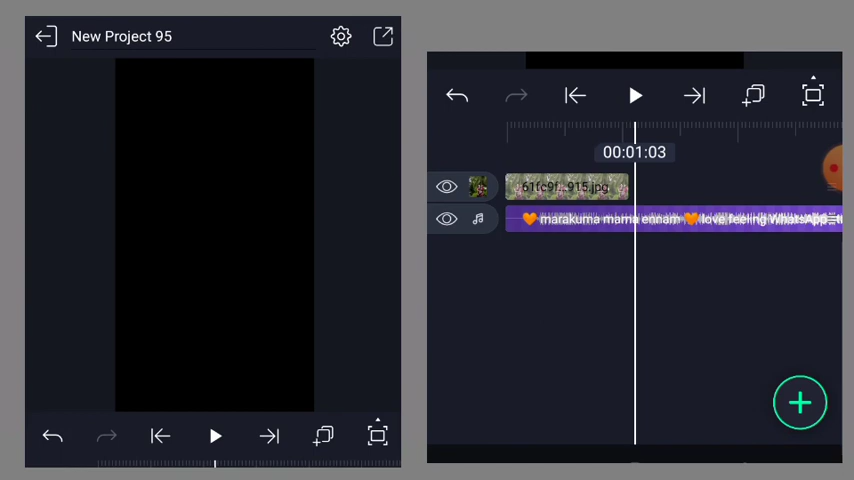 New Project 95
00:01:03
61fc9f...915.jpg
🧡 marakuma mama ennam 🧡 love feeling WhatsApp